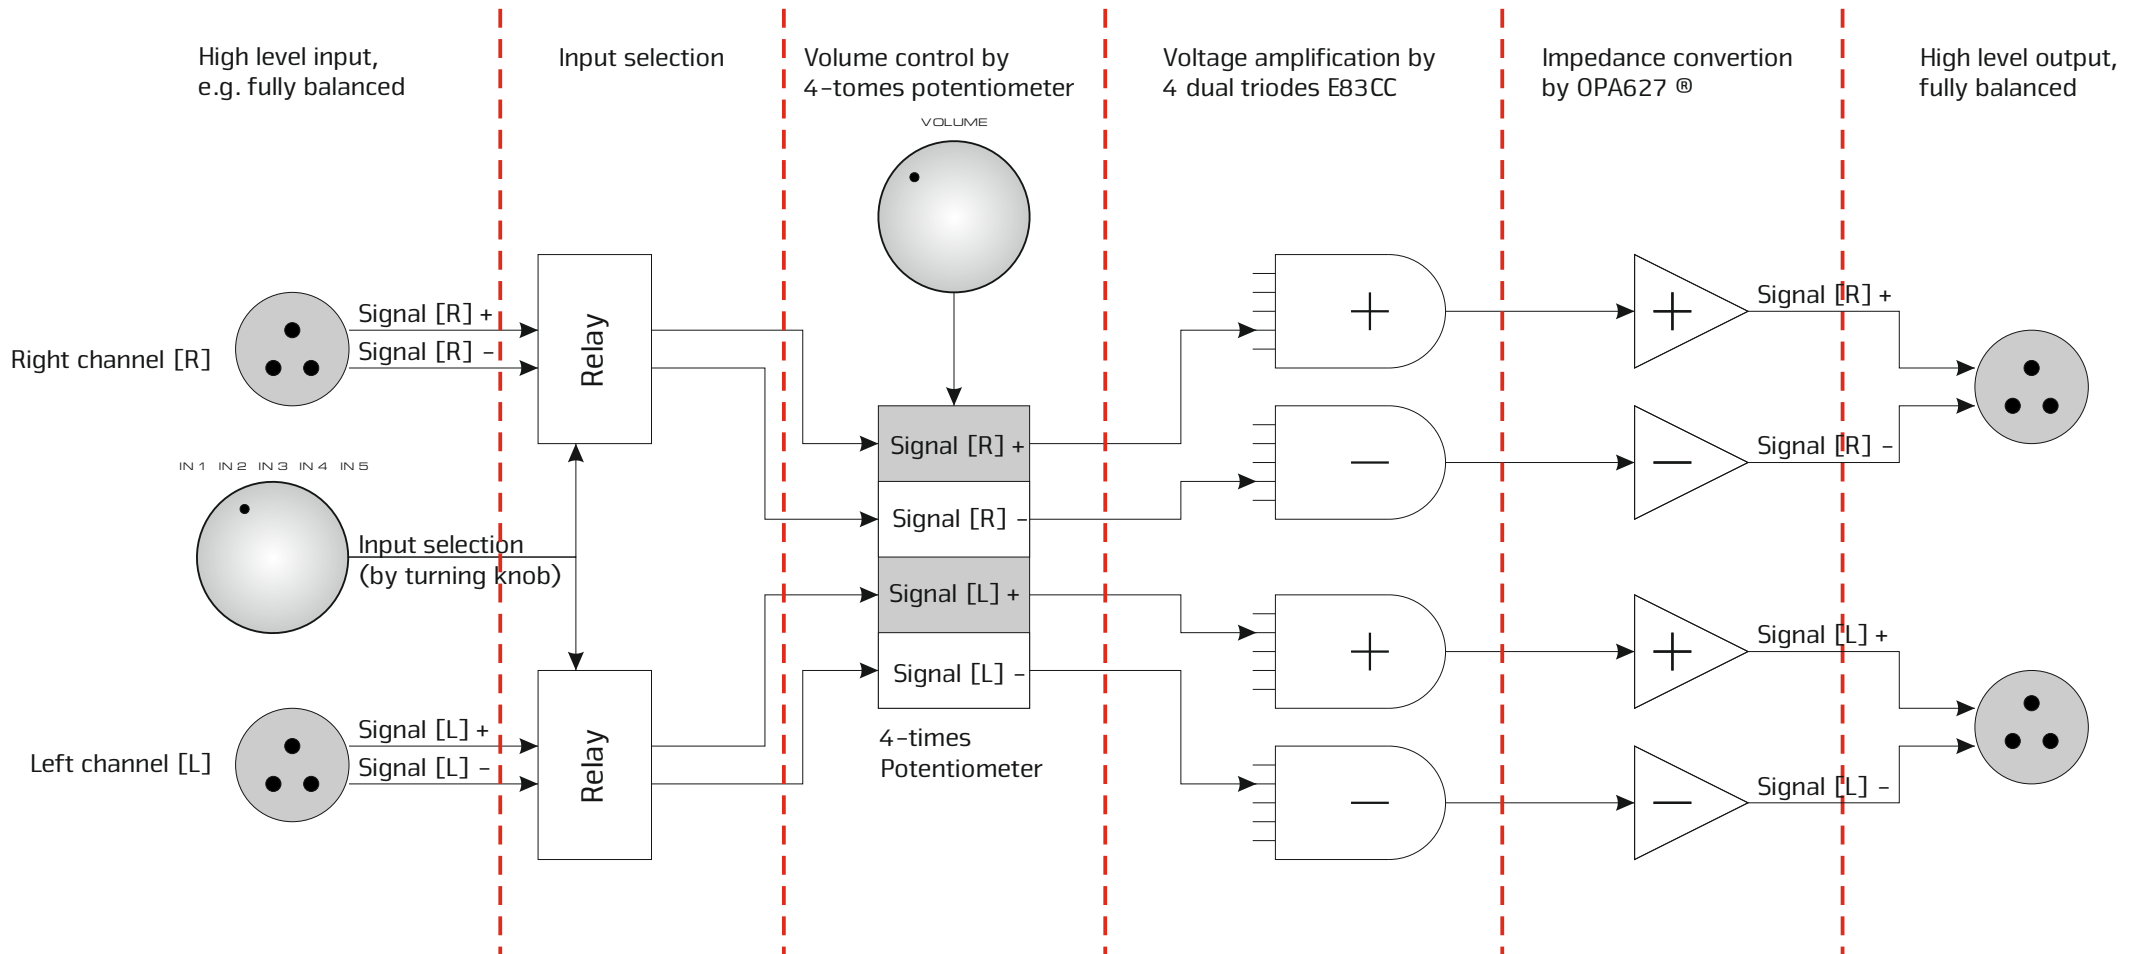 High level input,
e.g. fully balanced
Input selection
Volume control by
4-tomes potentiometer
Voltage amplification by
4 dual triodes E83CC
Impedance convertion
by OPA627 ®
High level output,
fully balanced
VOLUME
Right channel [R]
Signal [R] +
Signal [R] -
Relay
IN 1 IN 2 IN 3 IN 4 IN 5
Input selection
(by turning knob)
Left channel [L]
Signal [L] +
Signal [L] -
Relay
Signal [R] +
Signal [R] -
Signal [L] +
Signal [L] -
4-times
Potentiometer
+
-
+
-
+
-
+
-
Signal [R] +
Signal [R] -
Signal [L] +
Signal [L] -